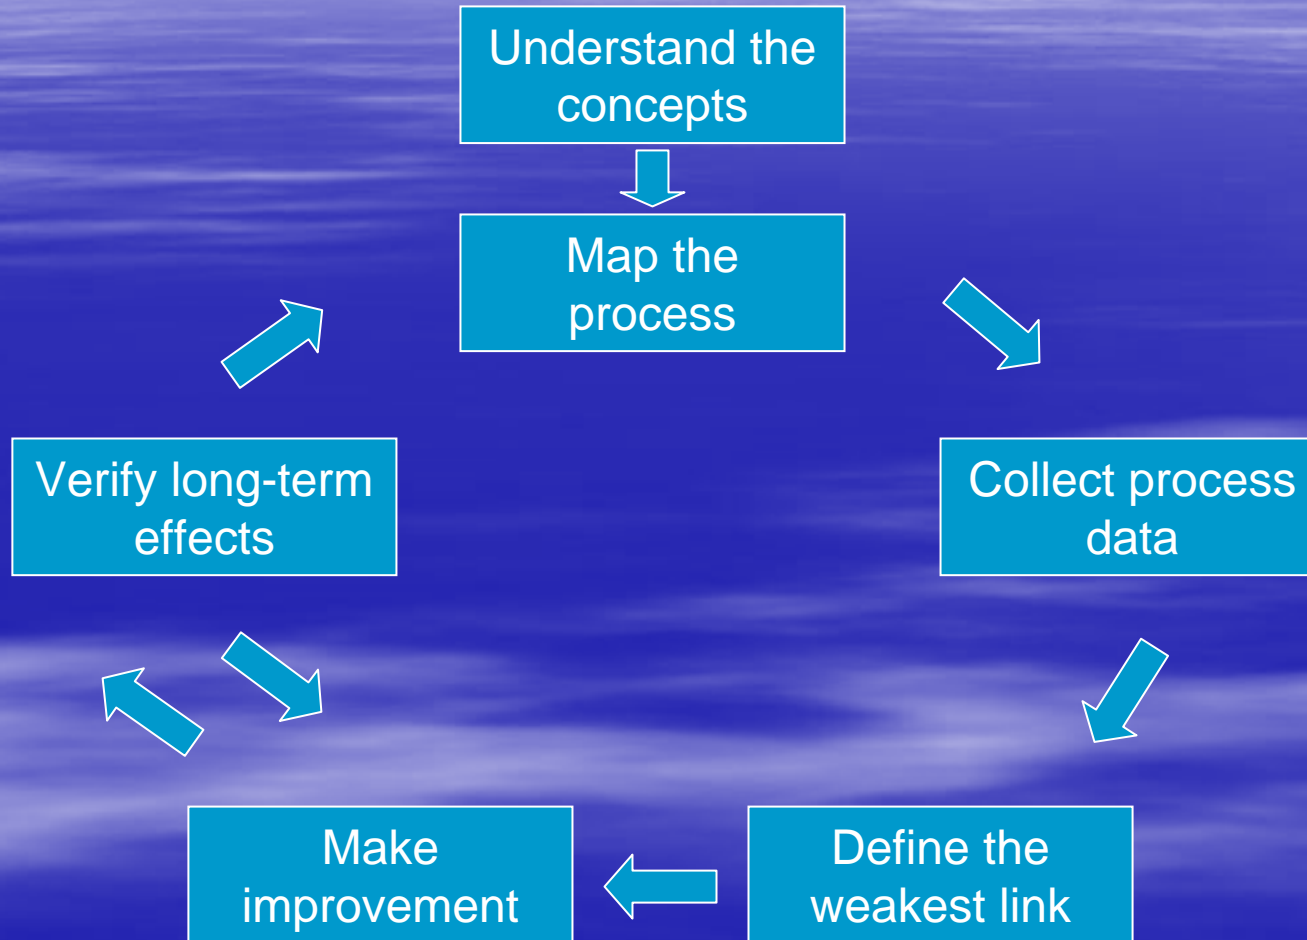 Understand the
concepts
Map the
process
Collect process
data
Define the
weakest link
Make
improvement
Verify long-term
effects